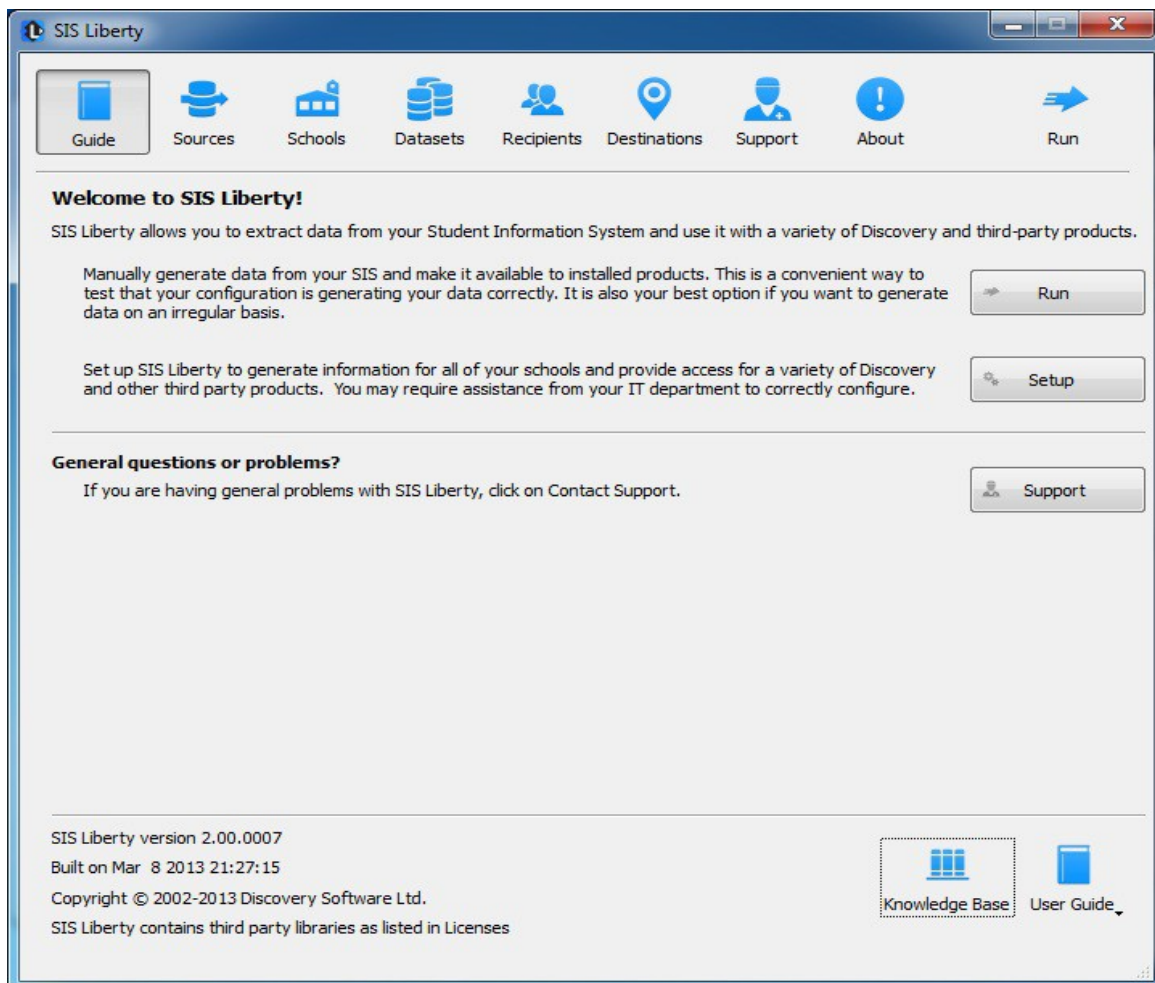 SIS Liberty
Guide Sources Schools Datasets Recipients Destinations Support About Run
Welcome to SIS Liberty!
SIS Liberty allows you to extract data from your Student Information System and use it with a variety of Discovery and third-party products.
Manually generate data from your SIS and make it available to installed products. This is a convenient way to
test that your configuration is generating your data correctly. It is also your best option if you want to generate
data on an irregular basis.
Run
Set up SIS Liberty to generate information for all of your schools and provide access for a variety of Discovery
and other third party products.  You may require assistance from your IT department to correctly configure.
Setup
General questions or problems?
If you are having general problems with SIS Liberty, click on Contact Support.
Support
SIS Liberty version 2.00.0007
Built on Mar  8 2013 21:27:15
Copyright © 2002-2013 Discovery Software Ltd.
SIS Liberty contains third party libraries as listed in Licenses
Knowledge Base User Guide